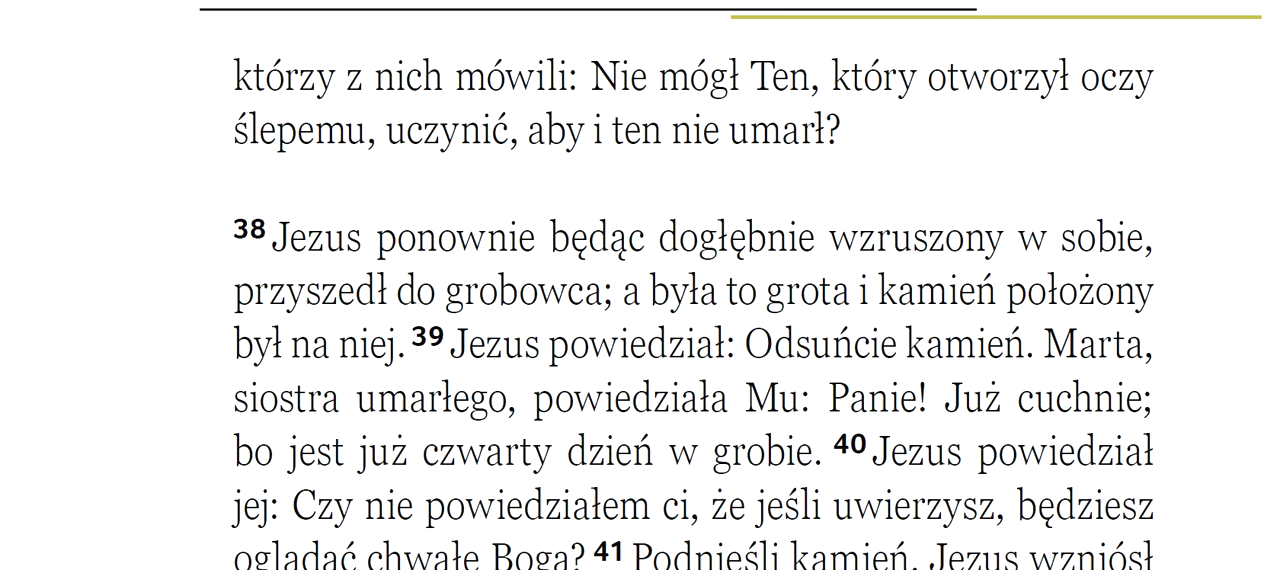 którzy z nich mówili: Nie mógł Ten, który otworzył oczy
ślepemu, uczynić, aby i ten nie umarł?
38 Jezus ponownie będąc dogłębnie wzruszony w sobie,
przyszedł do grobowca; a była to grota i kamień położony
był na niej. 39 Jezus powiedział: Odsuńcie kamień. Marta,
siostra umarłego, powiedziała Mu: Panie! Już cuchnie;
bo jest już czwarty dzień w grobie. 40 Jezus powiedział
jej: Czy nie powiedziałem ci, że jeśli uwierzysz, będziesz
oglądać chwałę Boga? 41 Podnieśli kamień. Jezus wzniósł